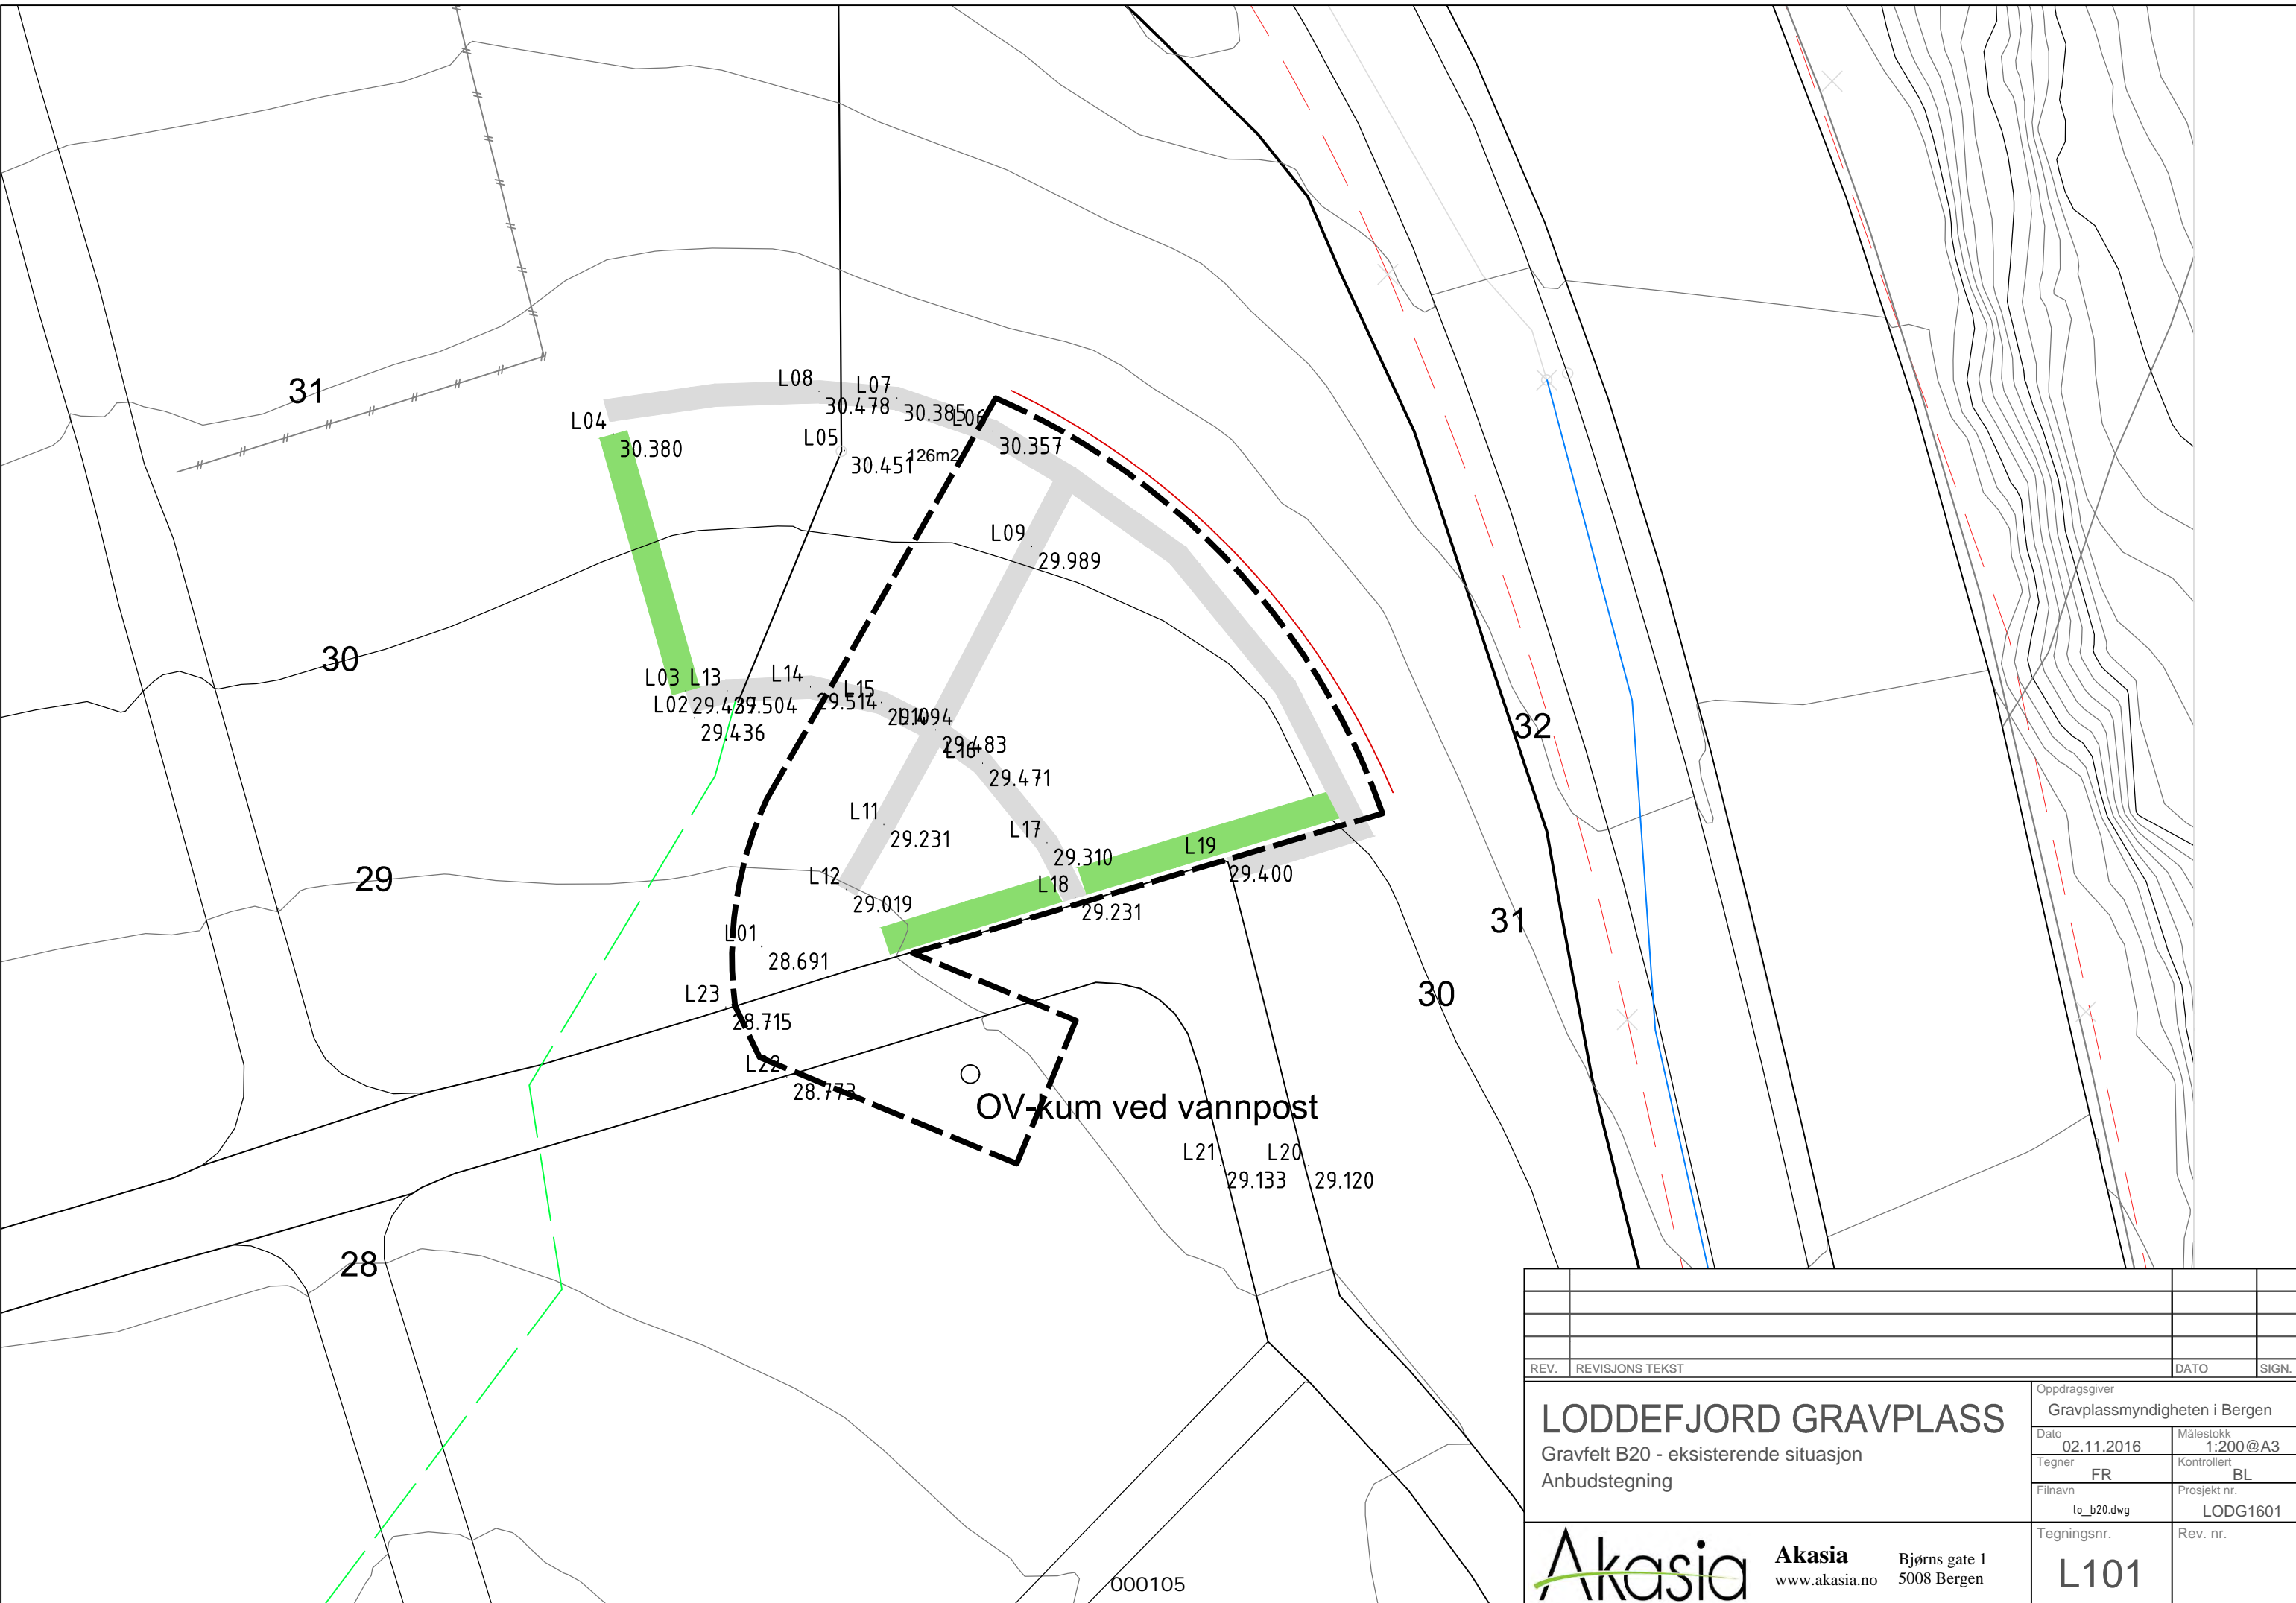 31
L08
30.478
L07
30.385
L06
30.357
L04
30.380
L05
30.451
126m2
L09
29.989
30
L03
L13
29.504
L02
29.436
L14
29.514
L15
29.483
L16
29.471
32
29
L11
29.231
L17
29.310
L19
29.400
L12
29.019
L18
29.231
31
L01
28.691
30
L23
28.715
L22
28.773
OV-kum ved vannpost
L21
29.133
L20
29.120
28
000105
REV.
REVISJONS TEKST
DATO
SIGN.
LODDEFJORD GRAVPLASS
Gravfelt B20 - eksisterende situasjon
Anbudstegning
Oppdragsgiver
Gravplassmyndigheten i Bergen
Dato
02.11.2016
Målestokk
1:200@A3
Tegner
FR
Kontrollert
BL
Filnavn
lo_b20.dwg
Prosjekt nr.
LODG1601
Akasia
Akasia
www.akasia.no
Bjørns gate 1
5008 Bergen
Tegningsnr.
L101
Rev. nr.